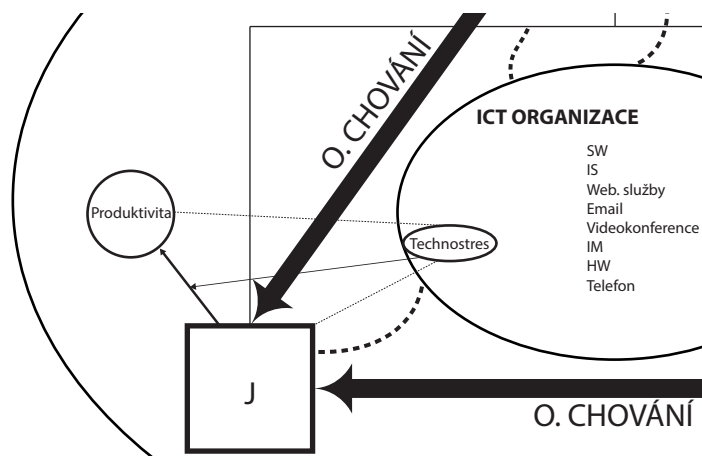 O. CHOVÁNÍ
ICT ORGANIZACE
SW
IS
Web. služby
Email
Videokonference
IM
HW
Telefon
Produktivita
Technostres
J
O. CHOVÁNÍ